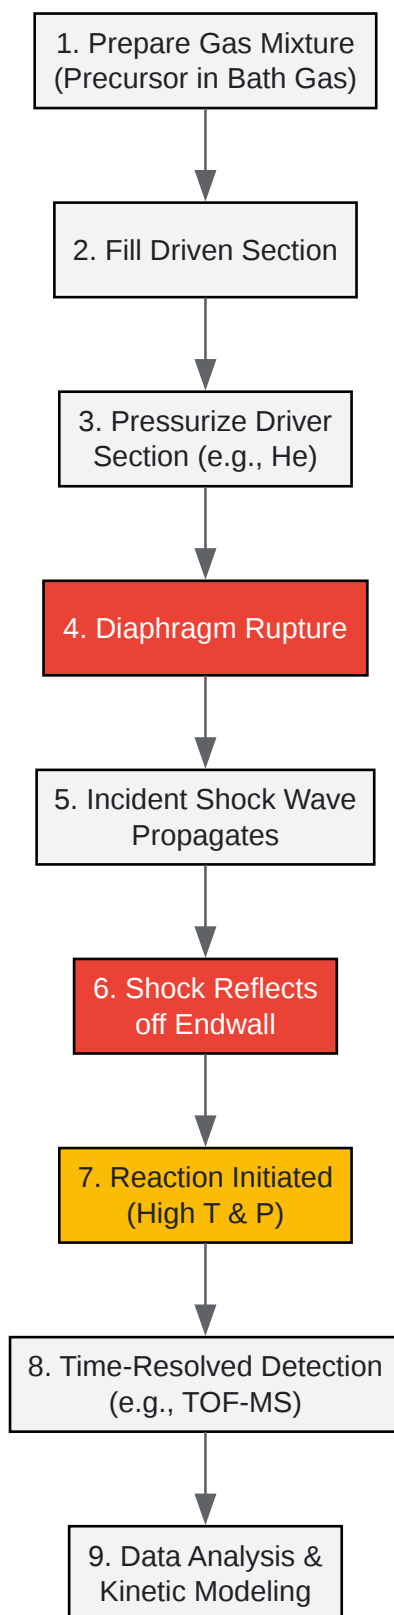 1. Prepare Gas Mixture
(Precursor in Bath Gas)
2. Fill Driven Section
3. Pressurize Driver
Section (e.g., He)
4. Diaphragm Rupture
5. Incident Shock Wave
Propagates
6. Shock Reflects
off Endwall
7. Reaction Initiated
(High T & P)
8. Time-Resolved Detection
(e.g., TOF-MS)
9. Data Analysis &
Kinetic Modeling